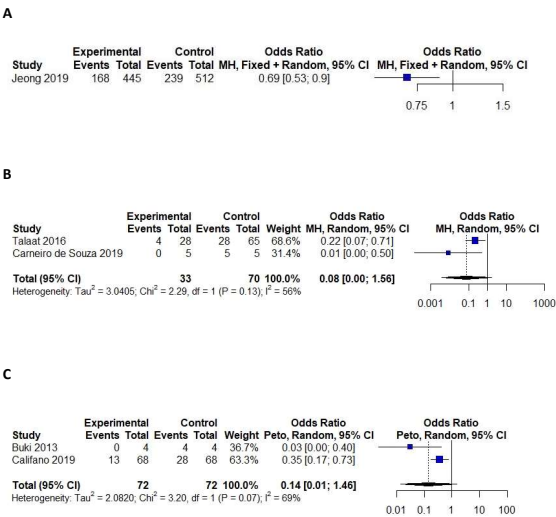 A
Experimental Control Odds Ratio Odds Ratio
Study Events Total Events Total MH, Fixed + Random, 95% CI MH, Fixed + Random, 95% CI
Jeong 2019 168 445 239 512 0.69 [0.53; 0.9]
0.75 1 1.5
B
Experimental Control Odds Ratio Odds Ratio
Study Events Total Events Total Weight MH, Random, 95% CI MH, Random, 95% CI
Talaat 2016 4 28 28 65 68.6% 0.22 [0.07; 0.71]
Carneiro de Souza 2019 0 5 5 5 31.4% 0.01 [0.00; 0.50]
Total (95% CI) 33 70 100.0% 0.08 [0.00; 1.56]
Heterogeneity: Tau² = 3.0405; Chi² = 2.29, df = 1 (P = 0.13); I² = 56%
0.001 0.1 1 10 1000
C
Experimental Control Odds Ratio Odds Ratio
Study Events Total Events Total Weight Peto, Random, 95% CI Peto, Random, 95% CI
Buki 2013 0 4 4 4 36.7% 0.03 [0.00; 0.40]
Califano 2019 13 68 28 68 63.3% 0.35 [0.17; 0.73]
Total (95% CI) 72 72 100.0% 0.14 [0.01; 1.46]
Heterogeneity: Tau² = 2.0820; Chi² = 3.20, df = 1 (P = 0.07); I² = 69%
0.01 0.1 1 10 100